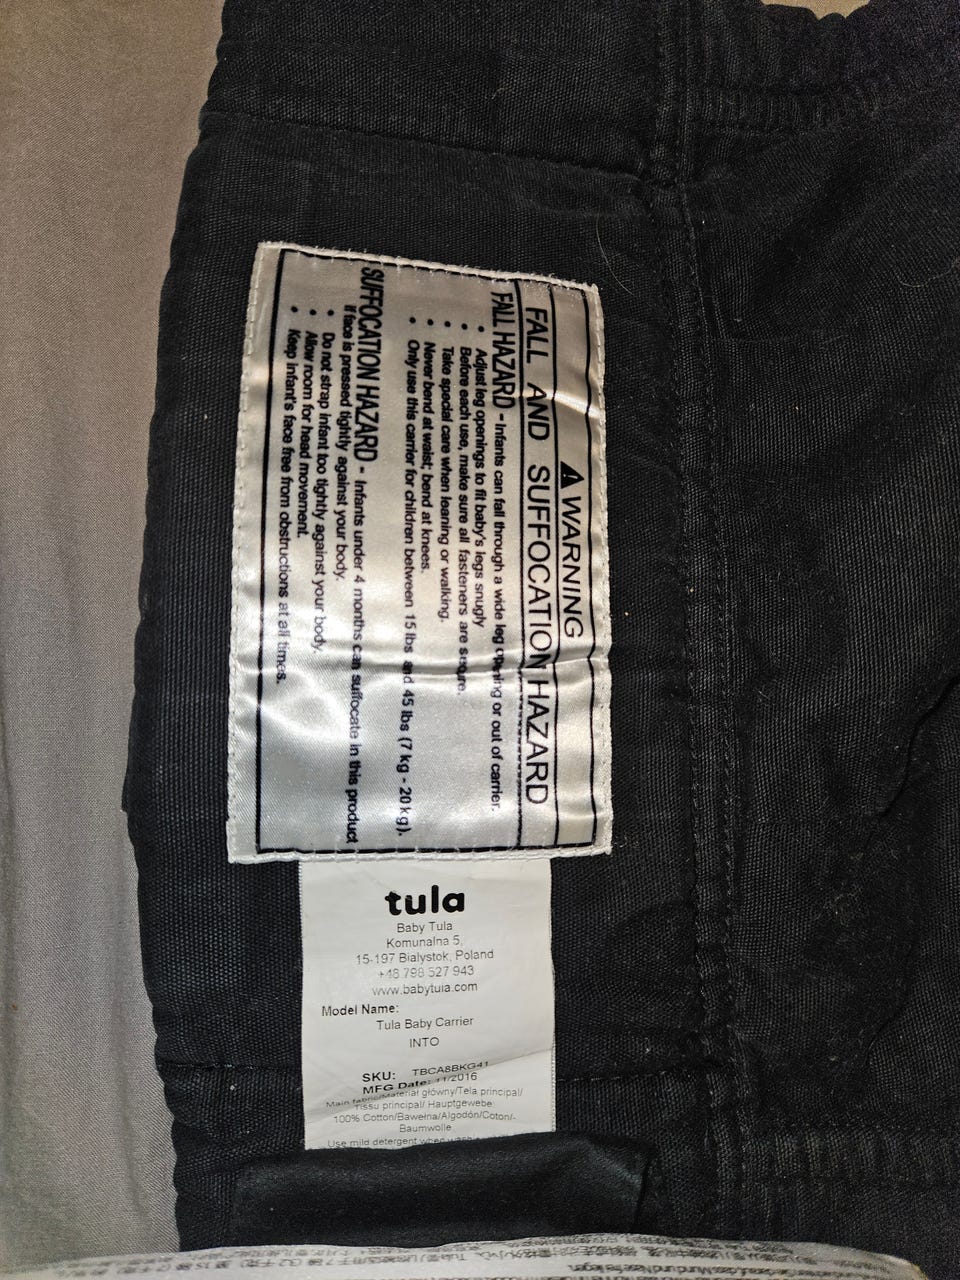 WARNING
FALL AND SUFFOCATION HAZARD
FALL HAZARD - Infants can fall through a wide leg opening or out of carrier.
• Adjust leg openings to fit baby's legs snugly
• Before each use, make sure all fasteners are secure.
• Take special care when leaning or walking.
• Never bend at waist; bend at knees.
• Only use this carrier for children between 15 lbs and 45 lbs (7 kg - 20 kg).
SUFFOCATION HAZARD - Infants under 4 months can suffocate in this product
if face is pressed tightly against your body.
• Do not strap infant too tightly against your body.
• Allow room for head movement.
• Keep infant's face free from obstructions at all times.
tula
Baby Tula
Komunalna 5,
15-197 Bialystok, Poland
+48 798 527 943
www.babytula.com
Model Name:
Tula Baby Carrier
INTO
SKU: TBCA8BKG41
MFG Date: 11/2016
Main fabric/Materiał główny/Tela principal/
Tissu principal/ Hauptgewebe:
100% Cotton/Bawełna/Algodón/Coton/-
Baumwolle
Use mild detergent when